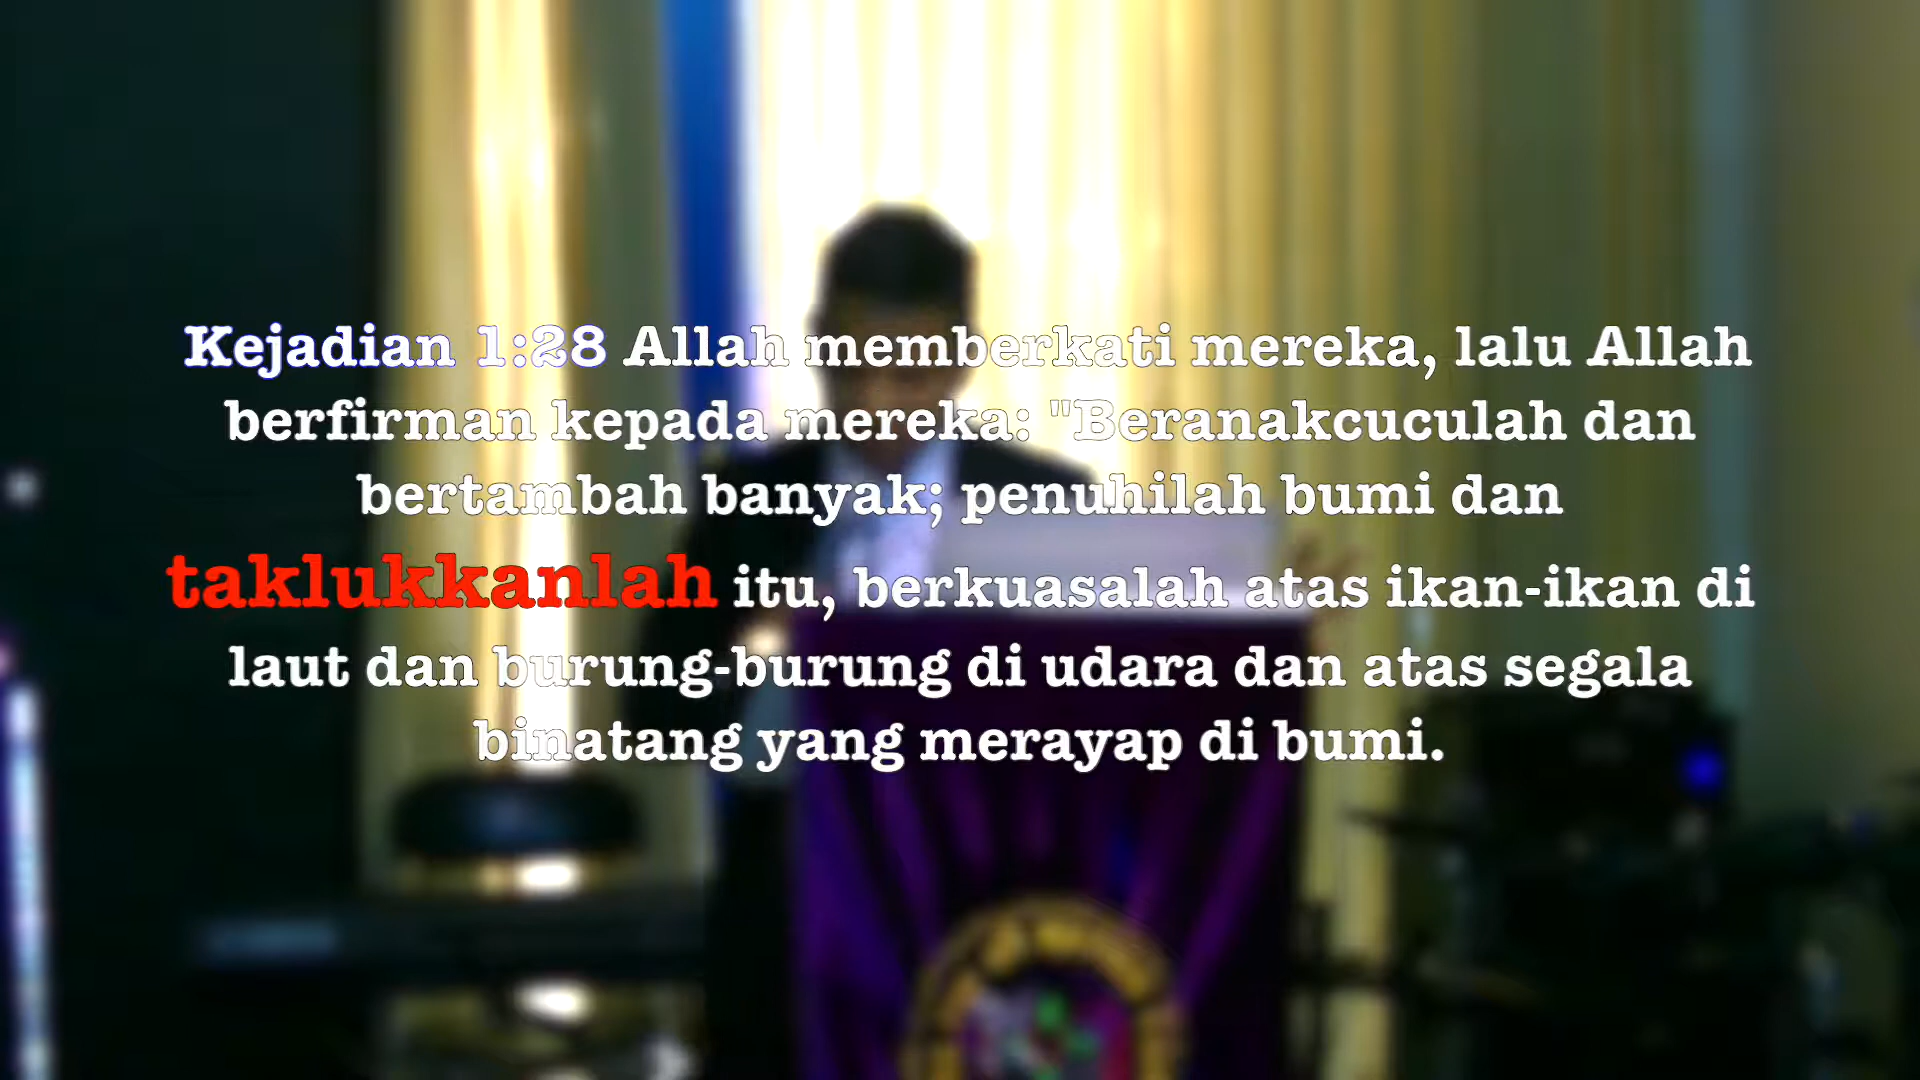 Kejadian 1:28 Allah memberkati mereka, lalu Allah
berfirman kepada mereka: "Beranakcuculah dan
bertambah banyak; penuhilah bumi dan
taklukkanlah itu, berkuasalah atas ikan-ikan di
laut dan burung-burung di udara dan atas segala
binatang yang merayap di bumi.